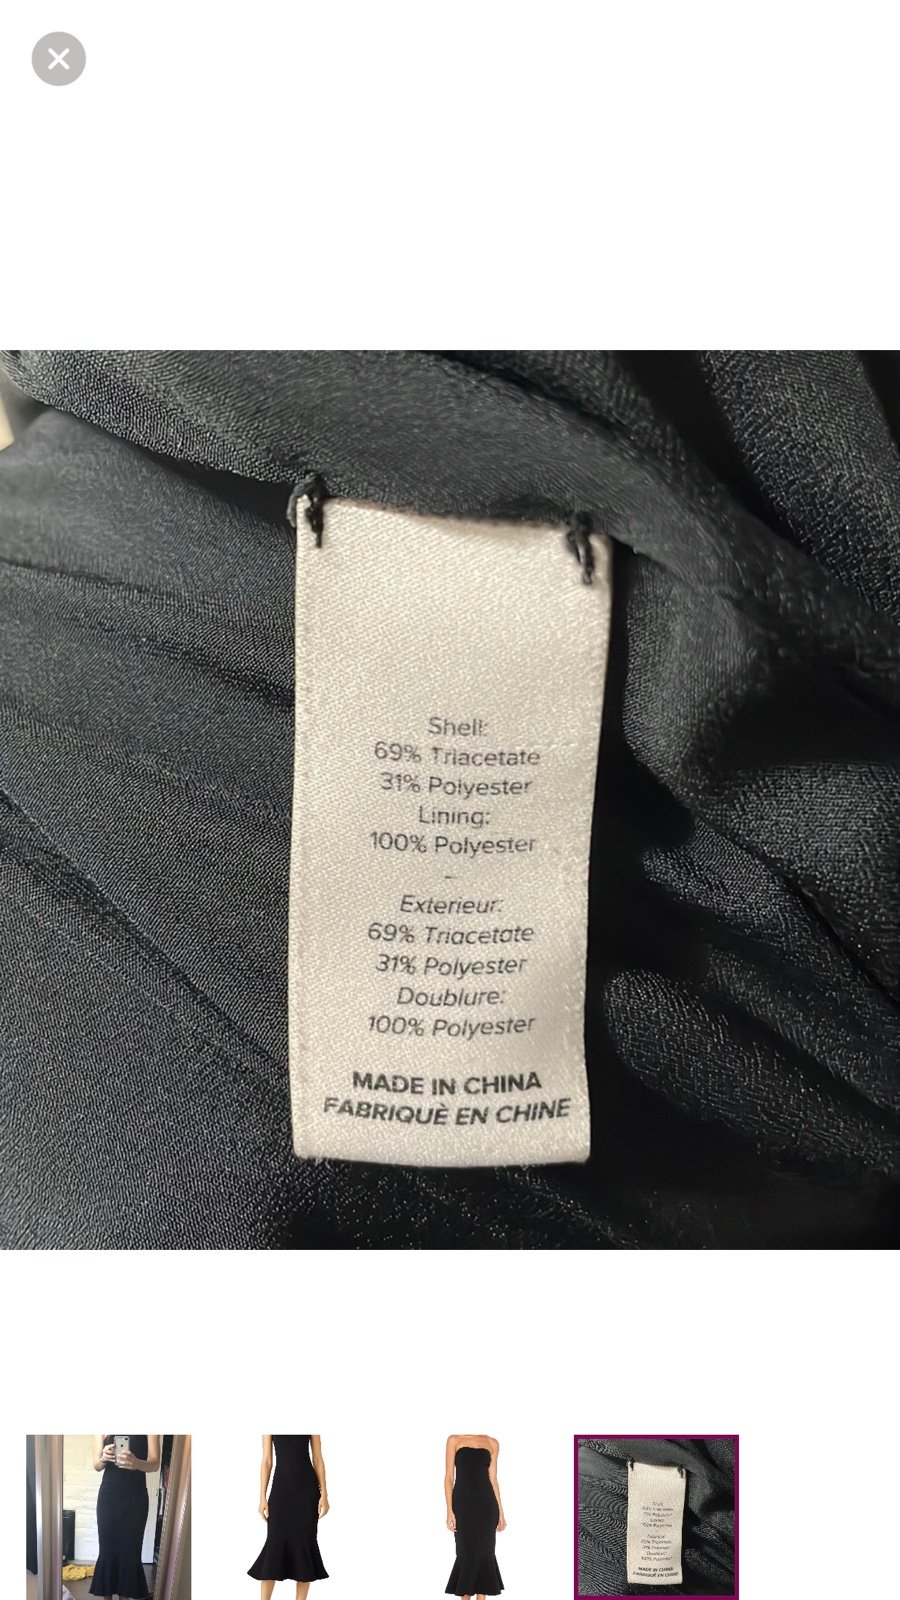 Shell:
69% Triacetate
31% Polyester
Lining:
100% Polyester
-
Exterieur:
69% Triacetate
31% Polyester
Doublure:
100% Polyester
MADE IN CHINA
FABRIQUÈ EN CHINE